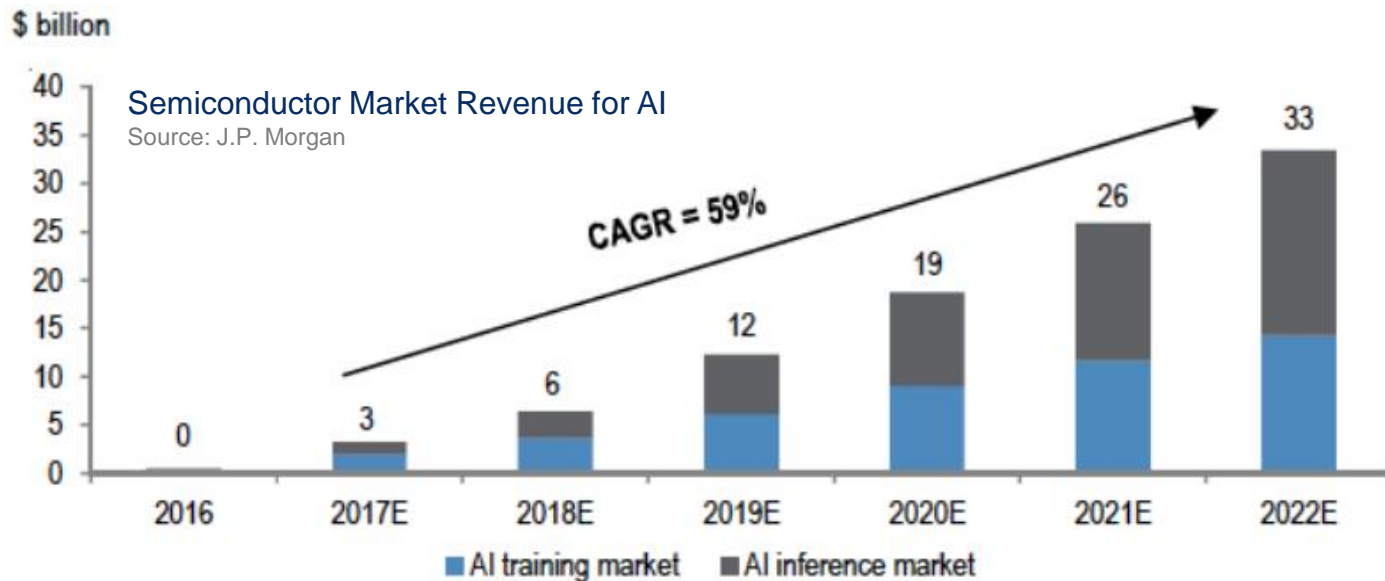 $ billion
Semiconductor Market Revenue for AI
Source: J.P. Morgan
40
35
30
25
20
15
10
5
0
CAGR = 59%
0
3
6
12
19
26
33
2016 2017E 2018E 2019E 2020E 2021E 2022E
AI training market AI inference market